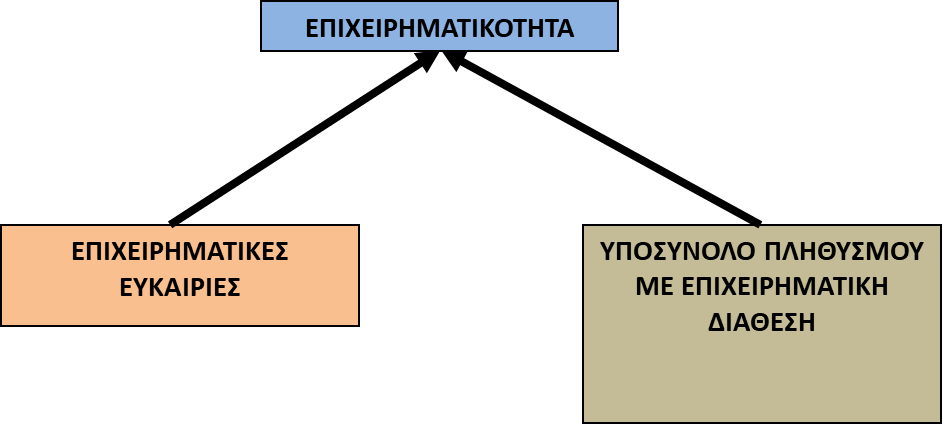 ΕΠΙΧΕΙΡΗΜΑΤΙΚΟΤΗΤΑ
ΕΠΙΧΕΙΡΗΜΑΤΙΚΕΣ
ΕΥΚΑΙΡΙΕΣ
ΥΠΟΣΥΝΟΛΟ ΠΛΗΘΥΣΜΟΥ
ΜΕ ΕΠΙΧΕΙΡΗΜΑΤΙΚΗ
ΔΙΑΘΕΣΗ